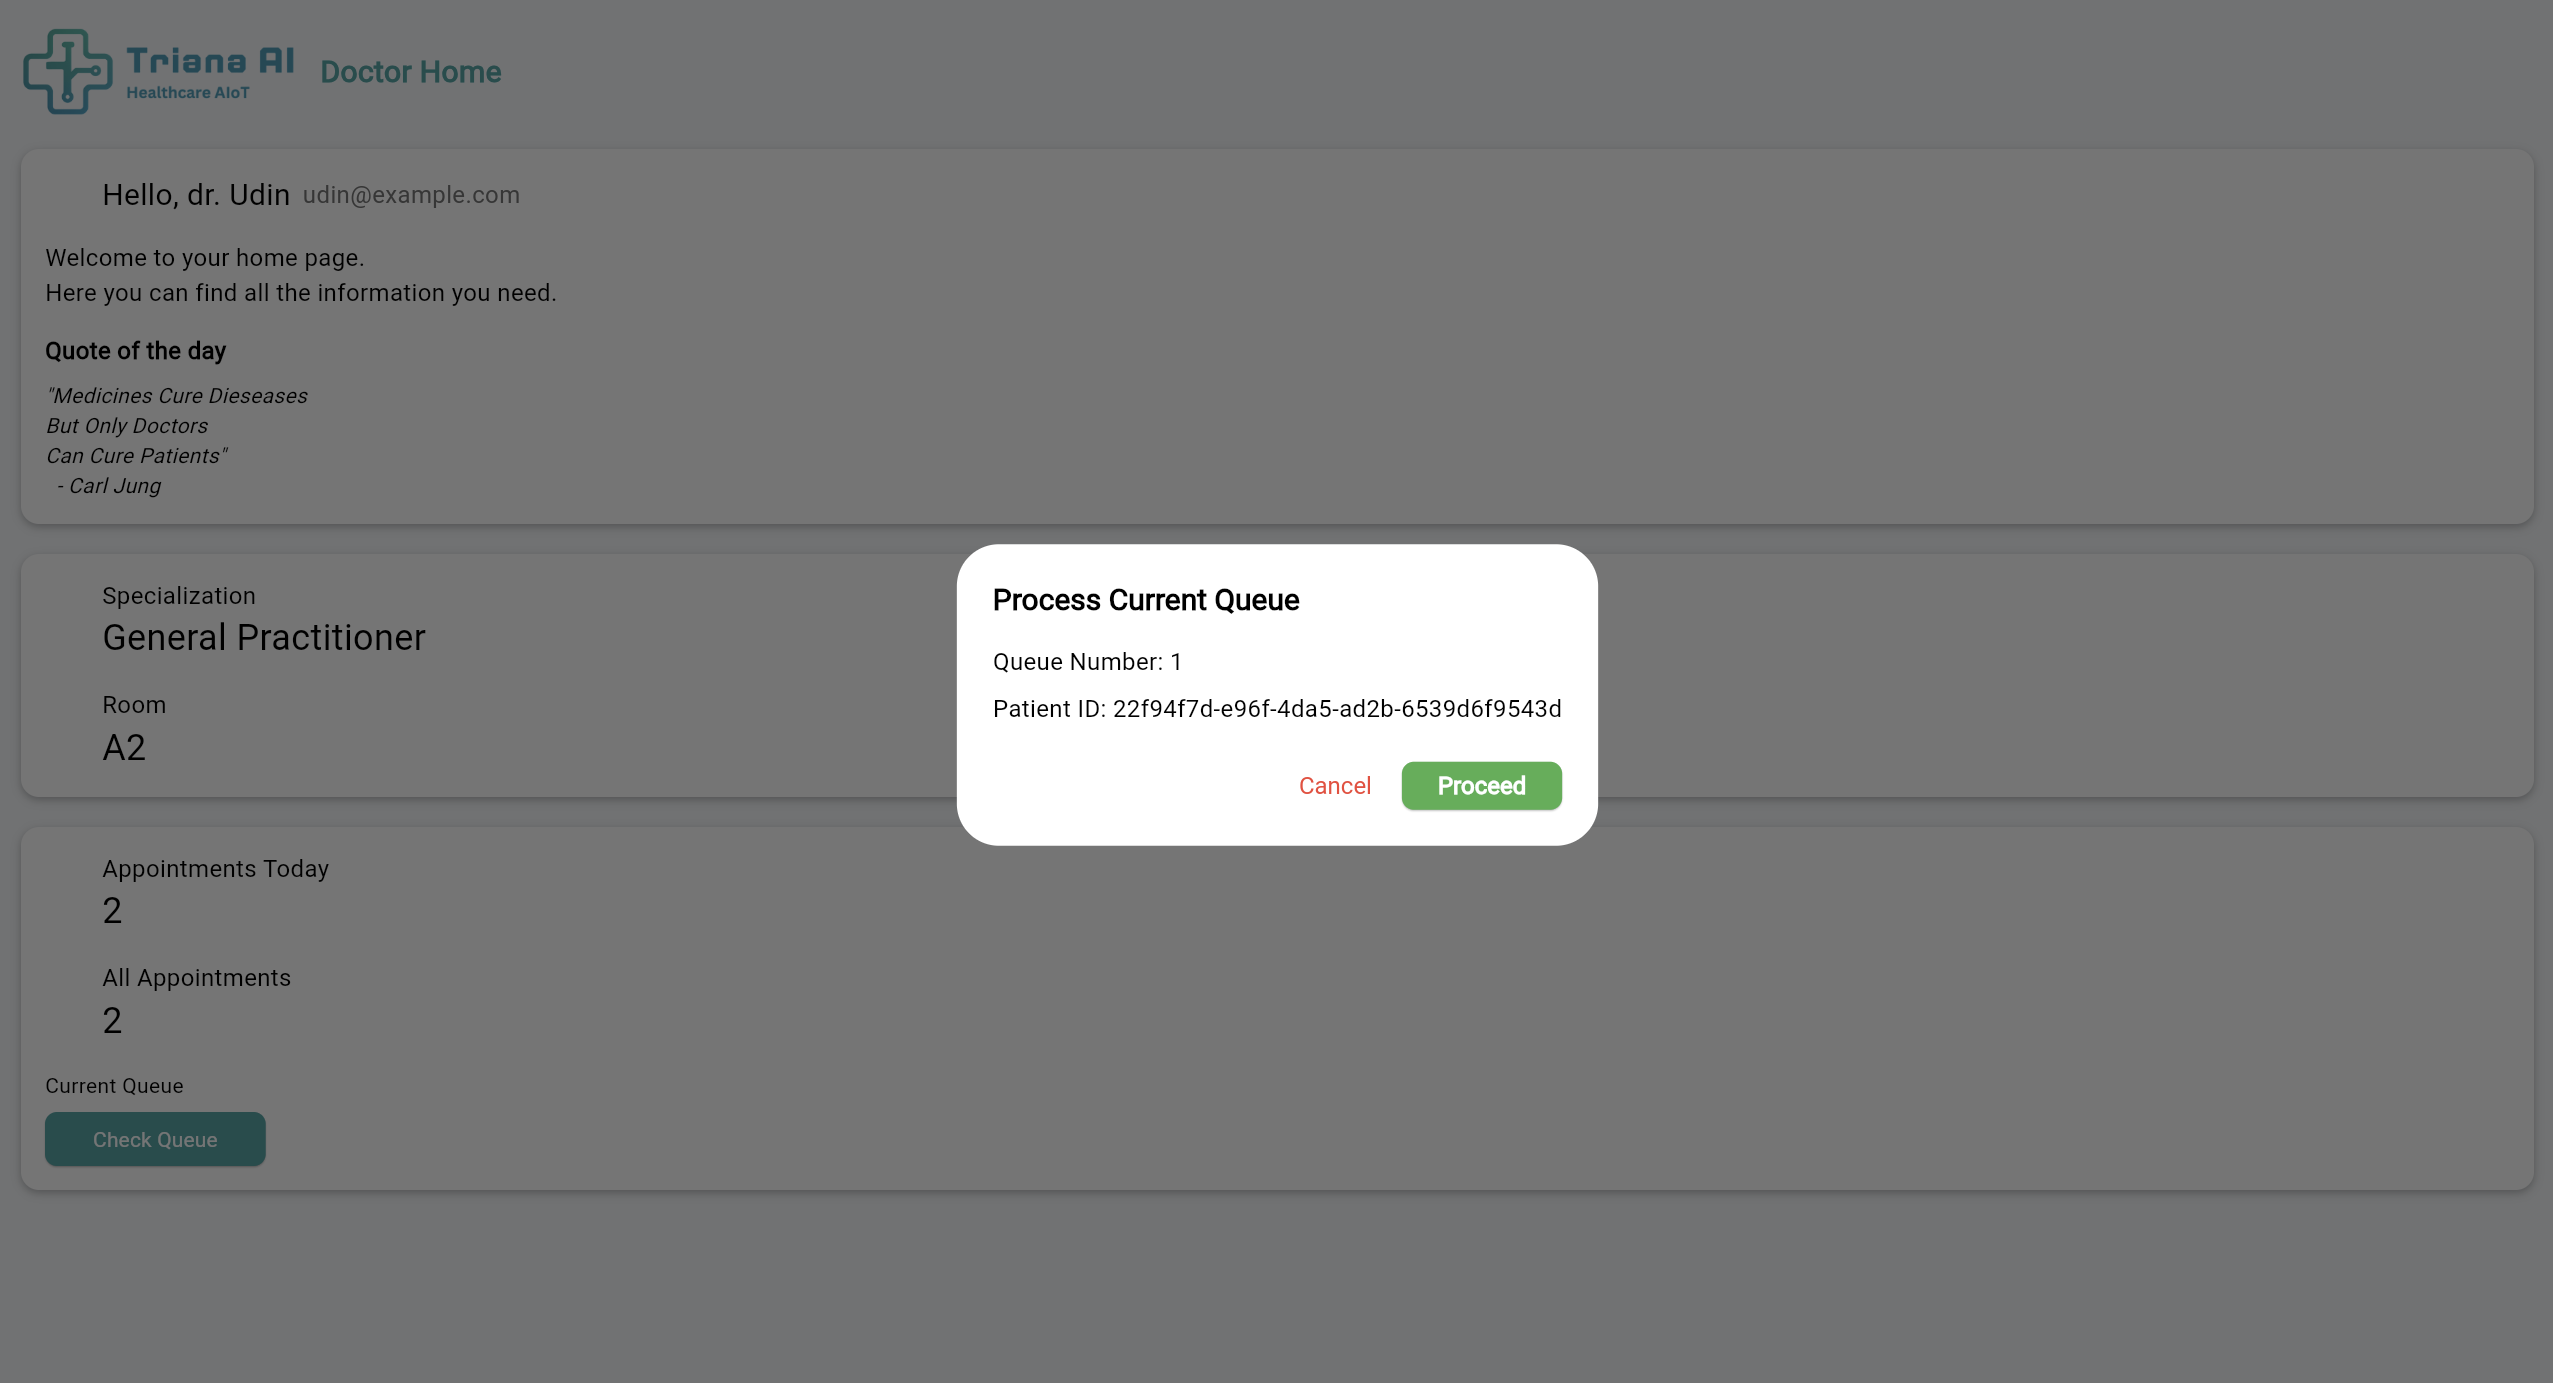 Triana AI
Healthcare AIoT
Doctor Home
Hello, dr. Udin udin@example.com
Welcome to your home page.
Here you can find all the information you need.
Quote of the day
"Medicines Cure Dieseases
But Only Doctors
Can Cure Patients"
- Carl Jung
Specialization
General Practitioner
Room
A2
Process Current Queue
Queue Number: 1
Patient ID: 22f94f7d-e96f-4da5-ad2b-6539d6f9543d
Cancel Proceed
Appointments Today
2
All Appointments
2
Current Queue
Check Queue